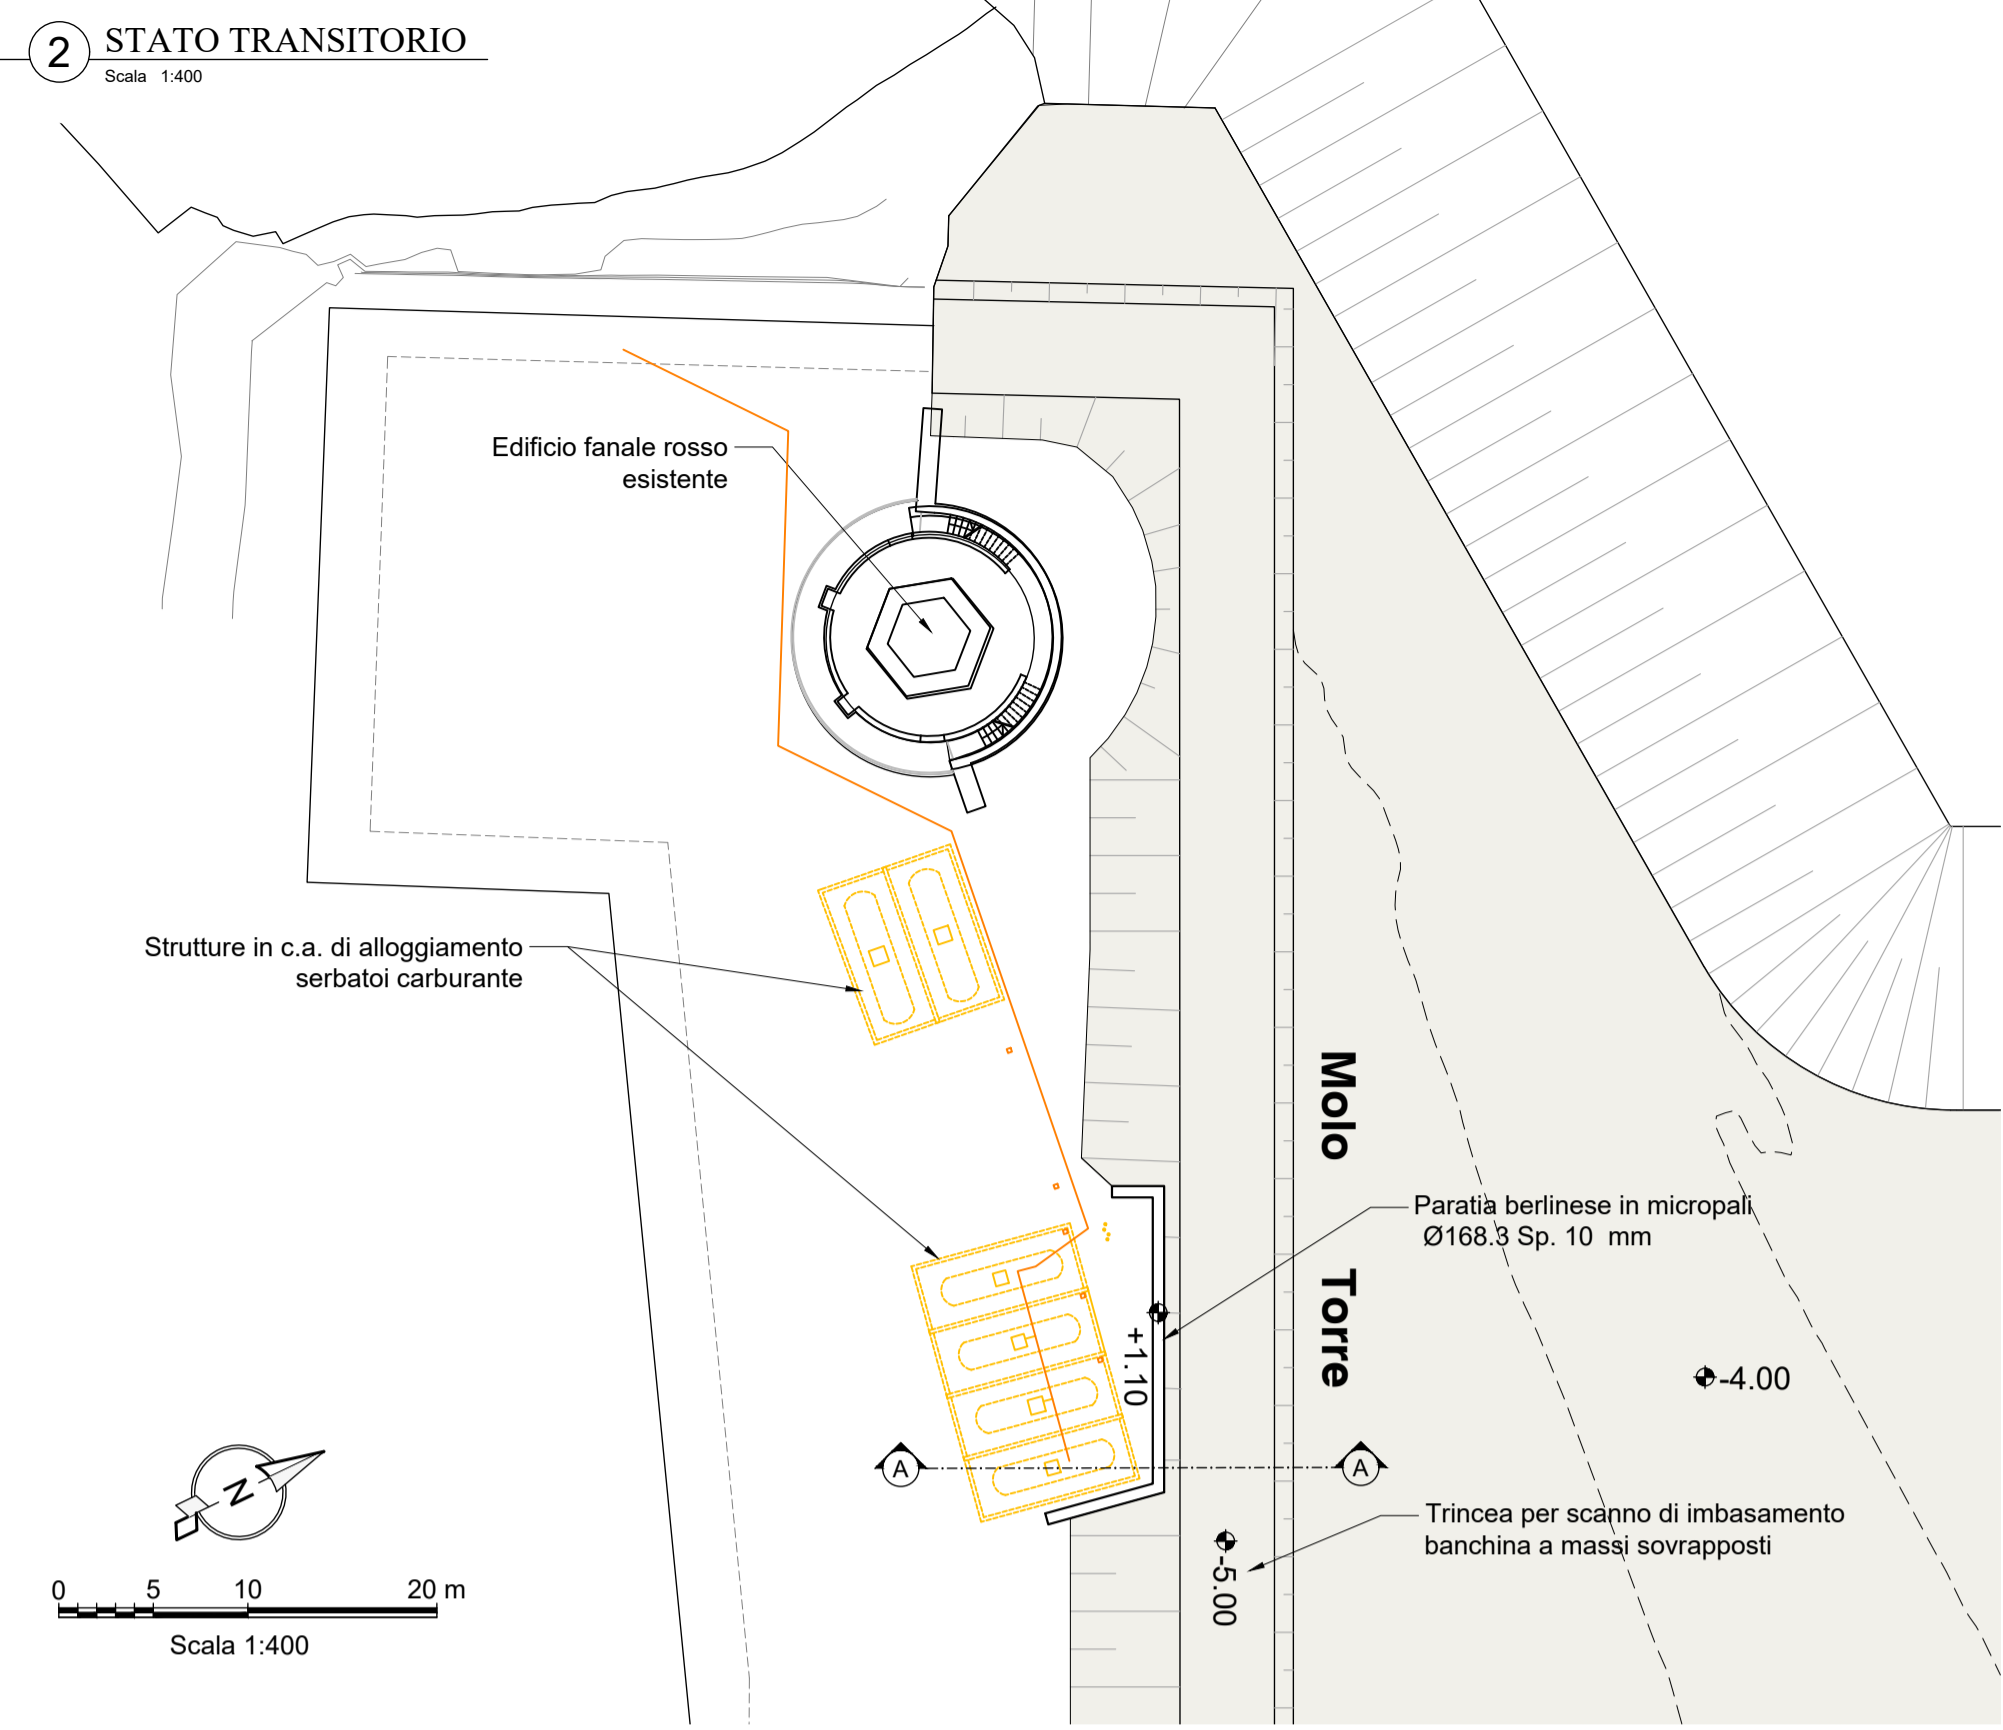 2
STATO TRANSITORIO
Scala 1:400
Edificio fanale rosso
esistente
Strutture in c.a. di alloggiamento
serbatoi carburante
Molo Torre
Paratia berlinese in micropali
Ø168.3 Sp. 10 mm
+1.10
-4.00
A
A
Trincea per scanno di imbasamento
banchina a massi sovrapposti
-5.00
N
0 5 10 20 m
Scala 1:400